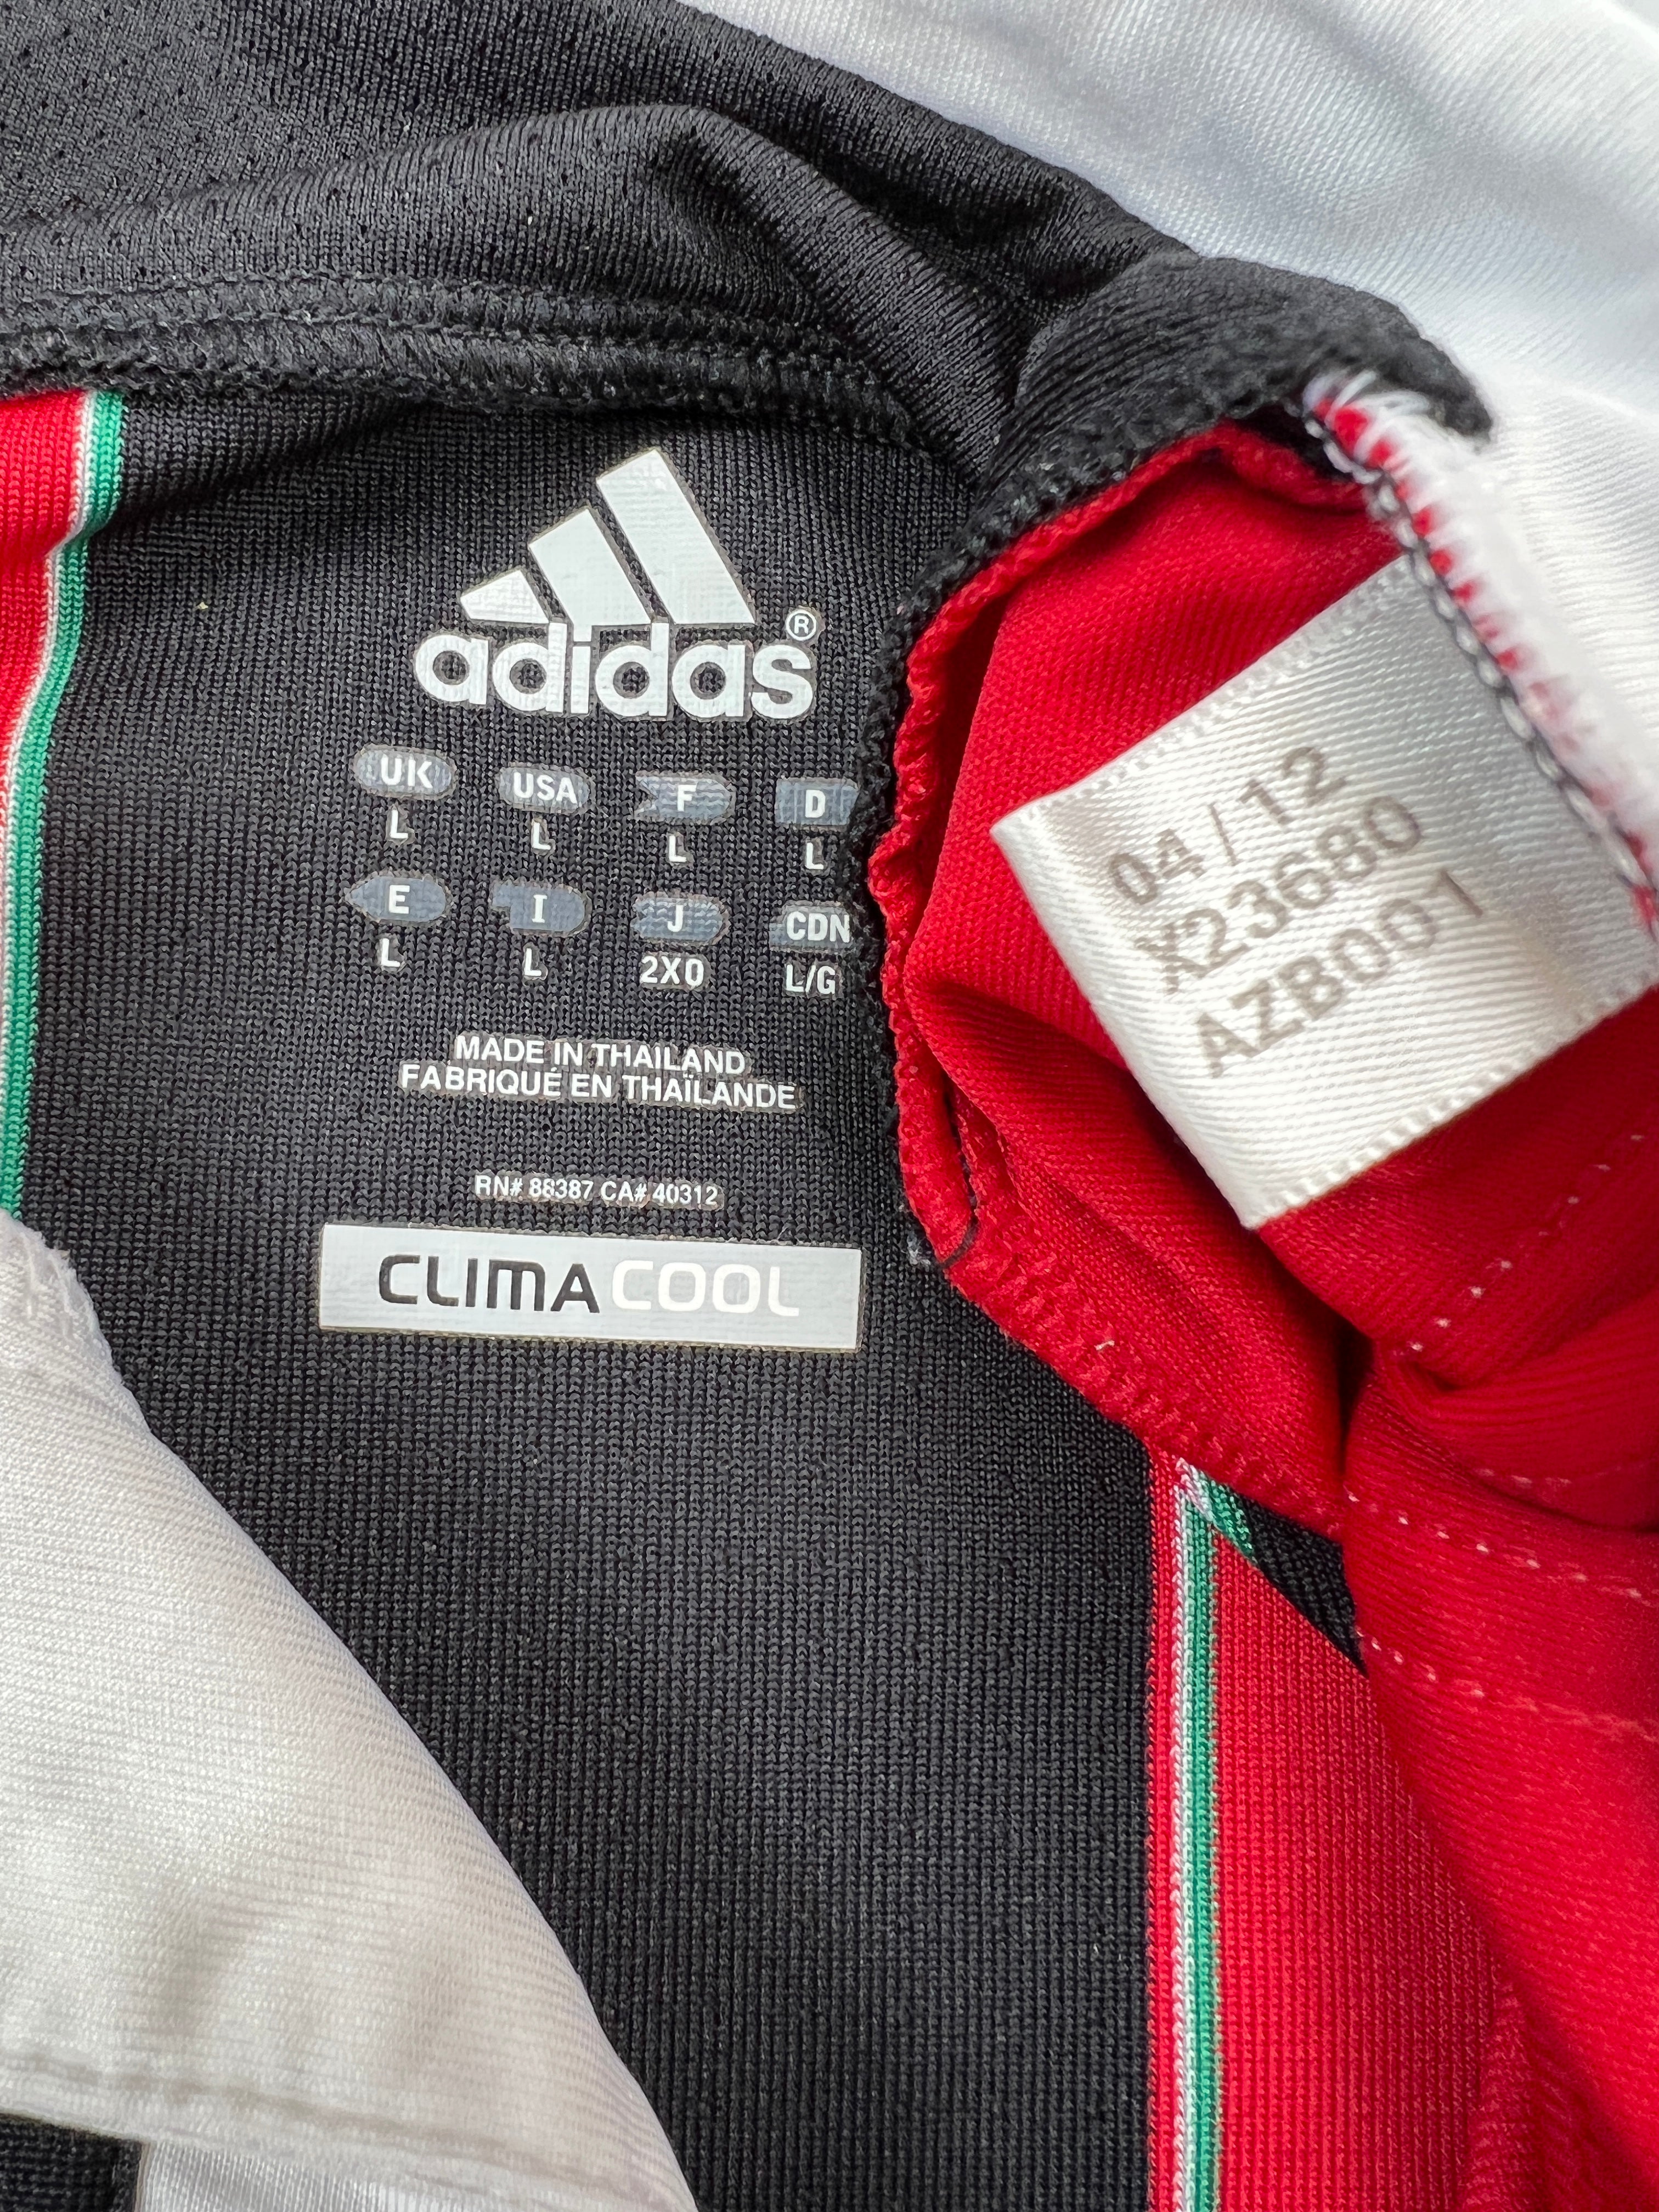 adidas®
UK USA F D
L L L L
E I J CDN
L L 2XO L/G
MADE IN THAILAND
FABRIQUÉ EN THAÏLANDE
RN# 88387 CA# 40312
CLIMACOOL
04/12
X23680
AZB001